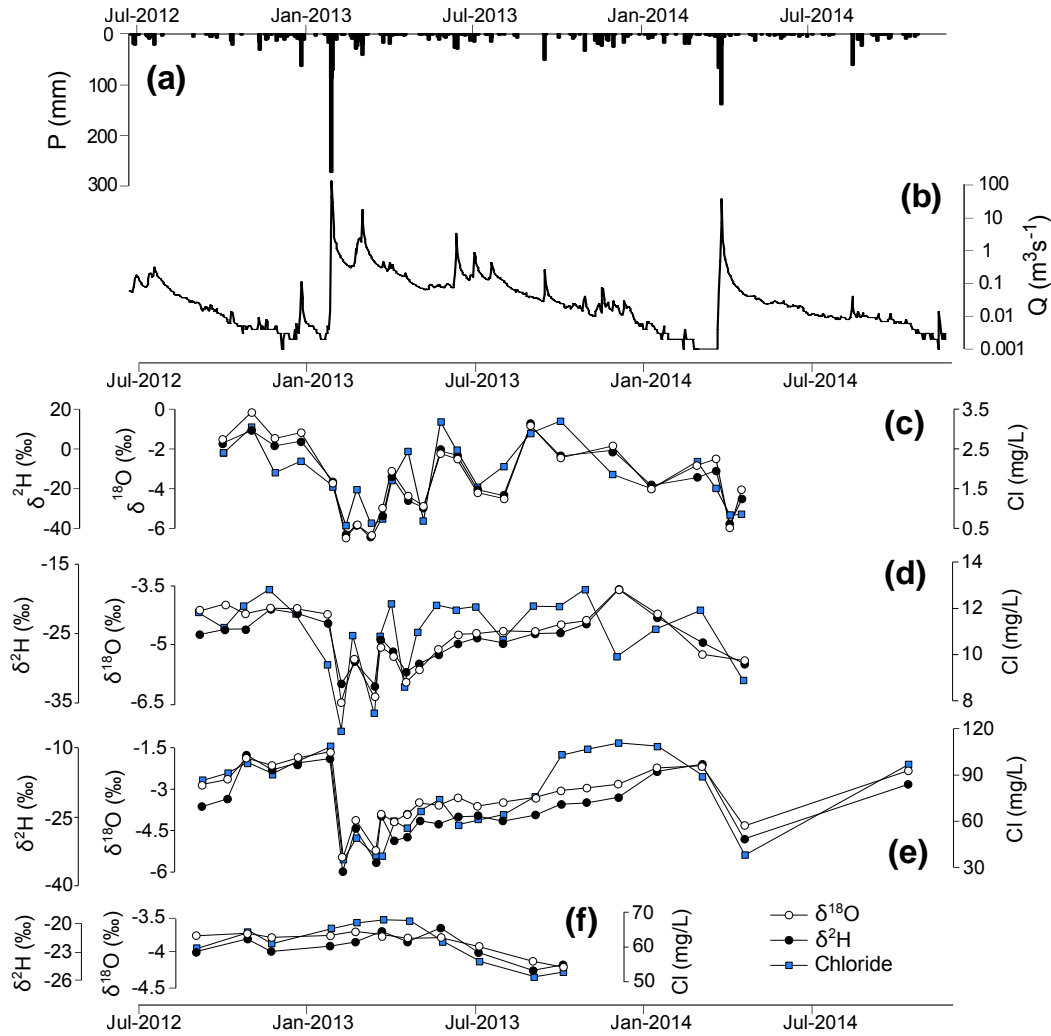 Jul-2012 Jan-2013 Jul-2013 Jan-2014 Jul-2014
0
100
200
300
P (mm)
(a)
(b)
100
10
1
0.1
0.01
0.001
Q (m³s⁻¹)
Jul-2012 Jan-2013 Jul-2013 Jan-2014 Jul-2014
20
0
-20
-40
δ²H (‰)
0
-2
-4
-6
δ ¹⁸O (‰)
(c)
3.5
2.5
1.5
0.5
Cl (mg/L)
-15
-25
-35
δ²H (‰)
-3.5
-5
-6.5
δ¹⁸O (‰)
(d)
14
12
10
8
Cl (mg/L)
-10
-25
-40
δ²H (‰)
-1.5
-3
-4.5
-6
δ¹⁸O (‰)
(e)
120
90
60
30
Cl (mg/L)
-20
-23
-26
δ²H (‰)
-3.5
-4
-4.5
δ¹⁸O (‰)
(f)
70
60
50
Cl (mg/L)
δ¹⁸O
δ²H
Chloride
Jul-2012 Jan-2013 Jul-2013 Jan-2014 Jul-2014